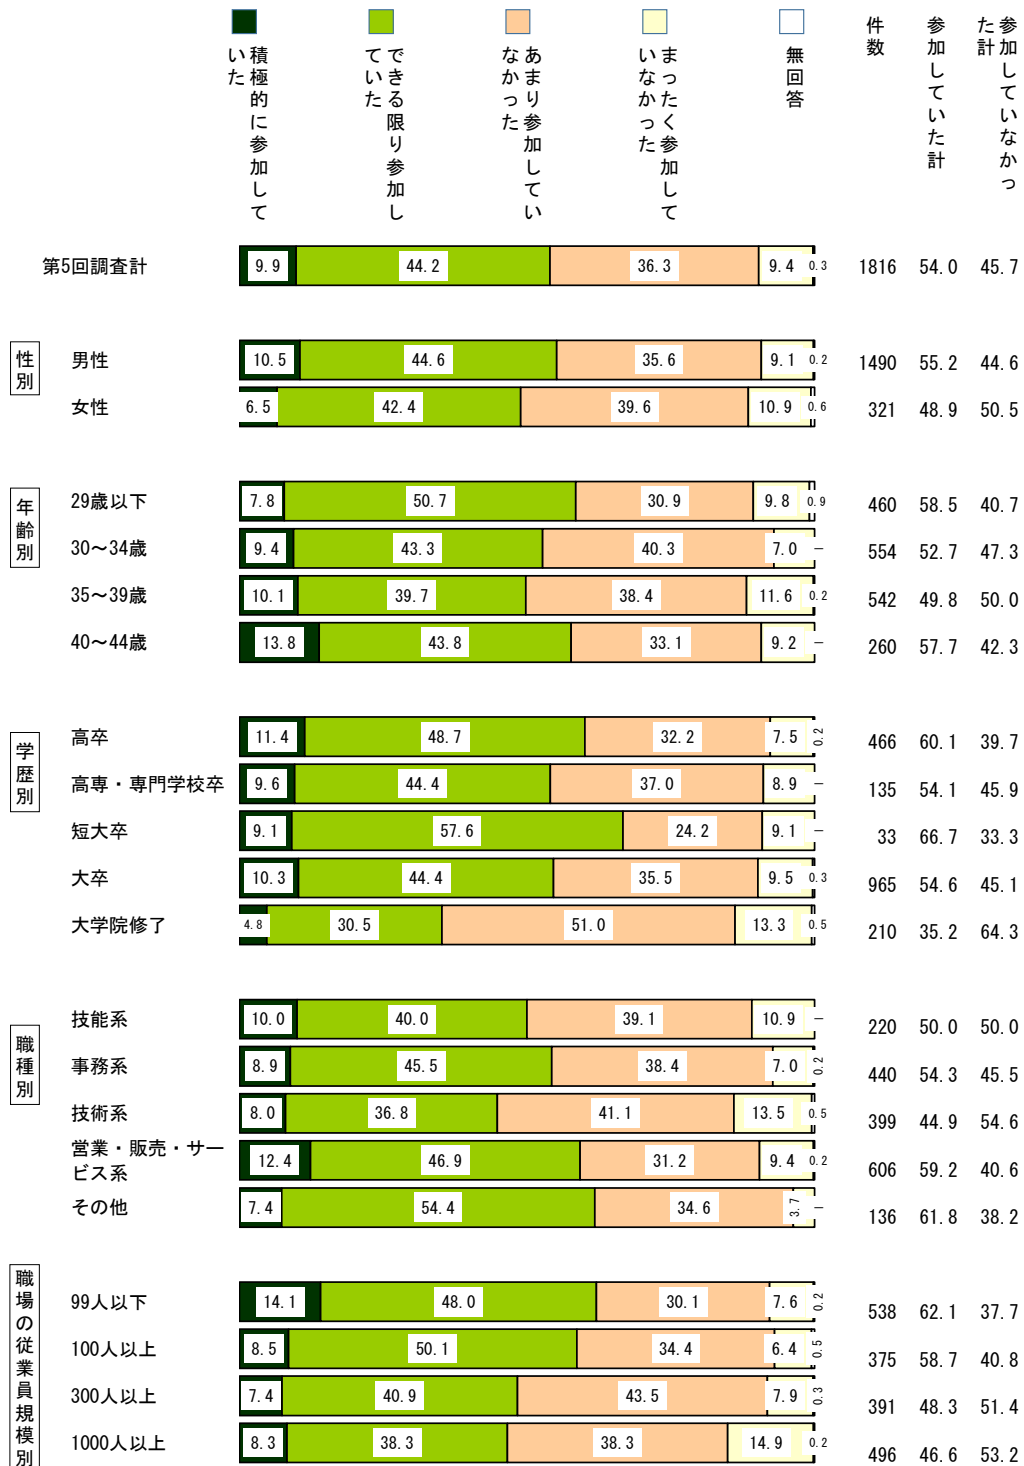 積極的に参加して
いた
できる限り参加し
ていた
あまり参加してい
なかった
まったく参加して
いなかった
無回答
件数
参加していた計
参加していなかっ
た計
第5回調査計 9.9 44.2 36.3 9.4 0.3 1816 54.0 45.7
性別
男性 10.5 44.6 35.6 9.1 0.2 1490 55.2 44.6
女性 6.5 42.4 39.6 10.9 0.6 321 48.9 50.5
年齢別
29歳以下 7.8 50.7 30.9 9.8 0.9 460 58.5 40.7
30～34歳 9.4 43.3 40.3 7.0 － 554 52.7 47.3
35～39歳 10.1 39.7 38.4 11.6 0.2 542 49.8 50.0
40～44歳 13.8 43.8 33.1 9.2 － 260 57.7 42.3
学歴別
高卒 11.4 48.7 32.2 7.5 0.2 466 60.1 39.7
高専・専門学校卒 9.6 44.4 37.0 8.9 － 135 54.1 45.9
短大卒 9.1 57.6 24.2 9.1 － 33 66.7 33.3
大卒 10.3 44.4 35.5 9.5 0.3 965 54.6 45.1
大学院修了 4.8 30.5 51.0 13.3 0.5 210 35.2 64.3
職種別
技能系 10.0 40.0 39.1 10.9 － 220 50.0 50.0
事務系 8.9 45.5 38.4 7.0 0.2 440 54.3 45.5
技術系 8.0 36.8 41.1 13.5 0.5 399 44.9 54.6
営業・販売・サー
ビス系 12.4 46.9 31.2 9.4 0.2 606 59.2 40.6
その他 7.4 54.4 34.6 3.7 － 136 61.8 38.2
職場の従業員規模別
99人以下 14.1 48.0 30.1 7.6 0.2 538 62.1 37.7
100人以上 8.5 50.1 34.4 6.4 0.5 375 58.7 40.8
300人以上 7.4 40.9 43.5 7.9 0.3 391 48.3 51.4
1000人以上 8.3 38.3 38.3 14.9 0.2 496 46.6 53.2